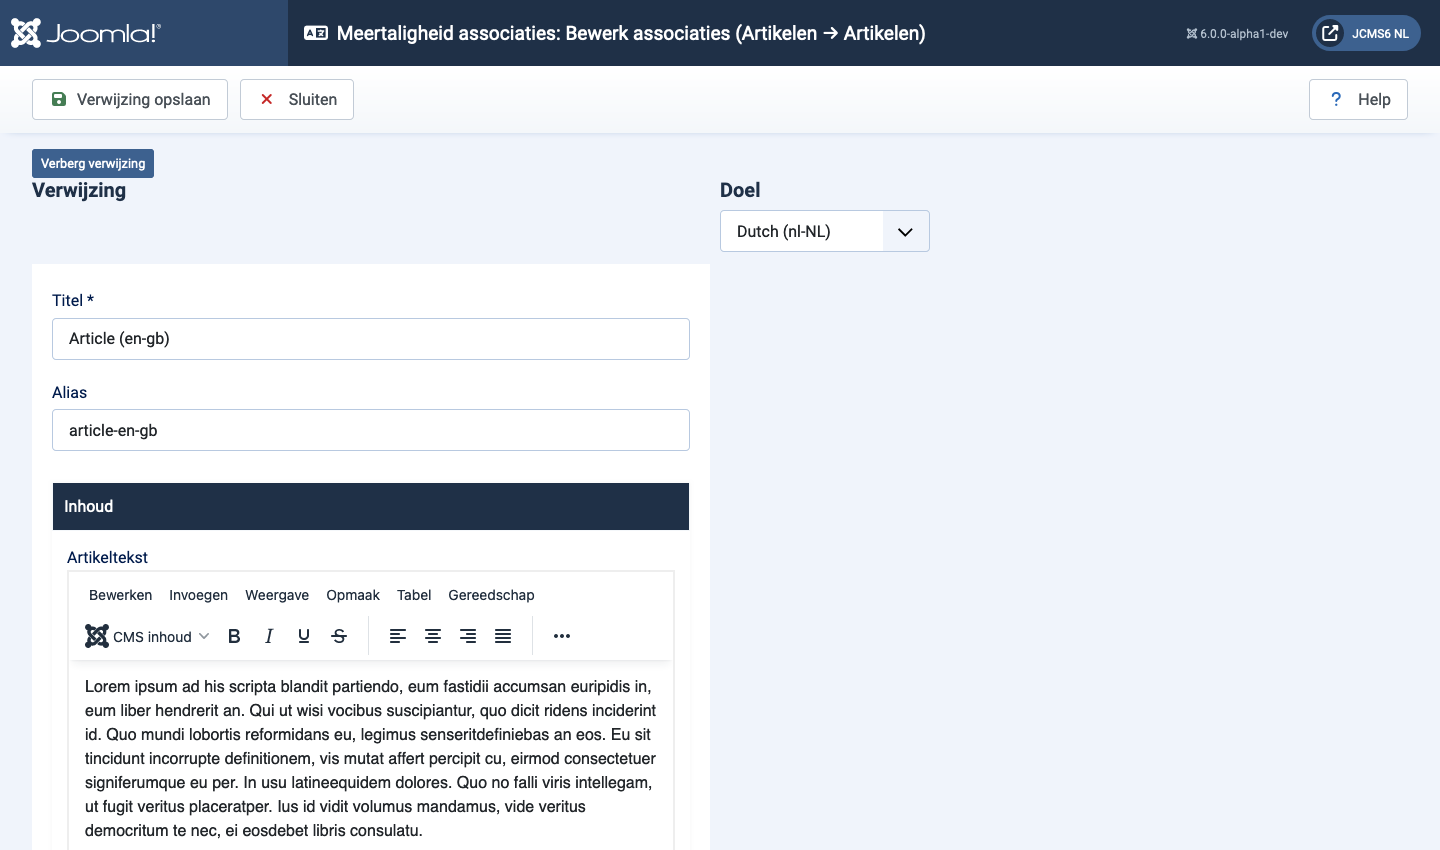 Joomla!®
Meertaligheid associaties: Bewerk associaties (Artikelen → Artikelen)
6.0.0-alpha1-dev
JCMS6 NL
Verwijzing opslaan
Sluiten
? Help
Verberg verwijzing
Verwijzing
Doel
Dutch (nl-NL)
Titel *
Article (en-gb)
Alias
article-en-gb
Inhoud
Artikeltekst
Bewerken Invoegen Weergave Opmaak Tabel Gereedschap
CMS inhoud B I U S
Lorem ipsum ad his scripta blandit partiendo, eum fastidii accumsan euripidis in,
eum liber hendrerit an. Qui ut wisi vocibus suscipiantur, quo dicit ridens inciderint
id. Quo mundi lobortis reformidans eu, legimus senseritdefiniebas an eos. Eu sit
tincidunt incorrupte definitionem, vis mutat affert percipit cu, eirmod consectetuer
signiferumque eu per. In usu latineequidem dolores. Quo no falli viris intellegam,
ut fugit veritus placeratper. Ius id vidit volumus mandamus, vide veritus
democritum te nec, ei eosdebet libris consulatu.